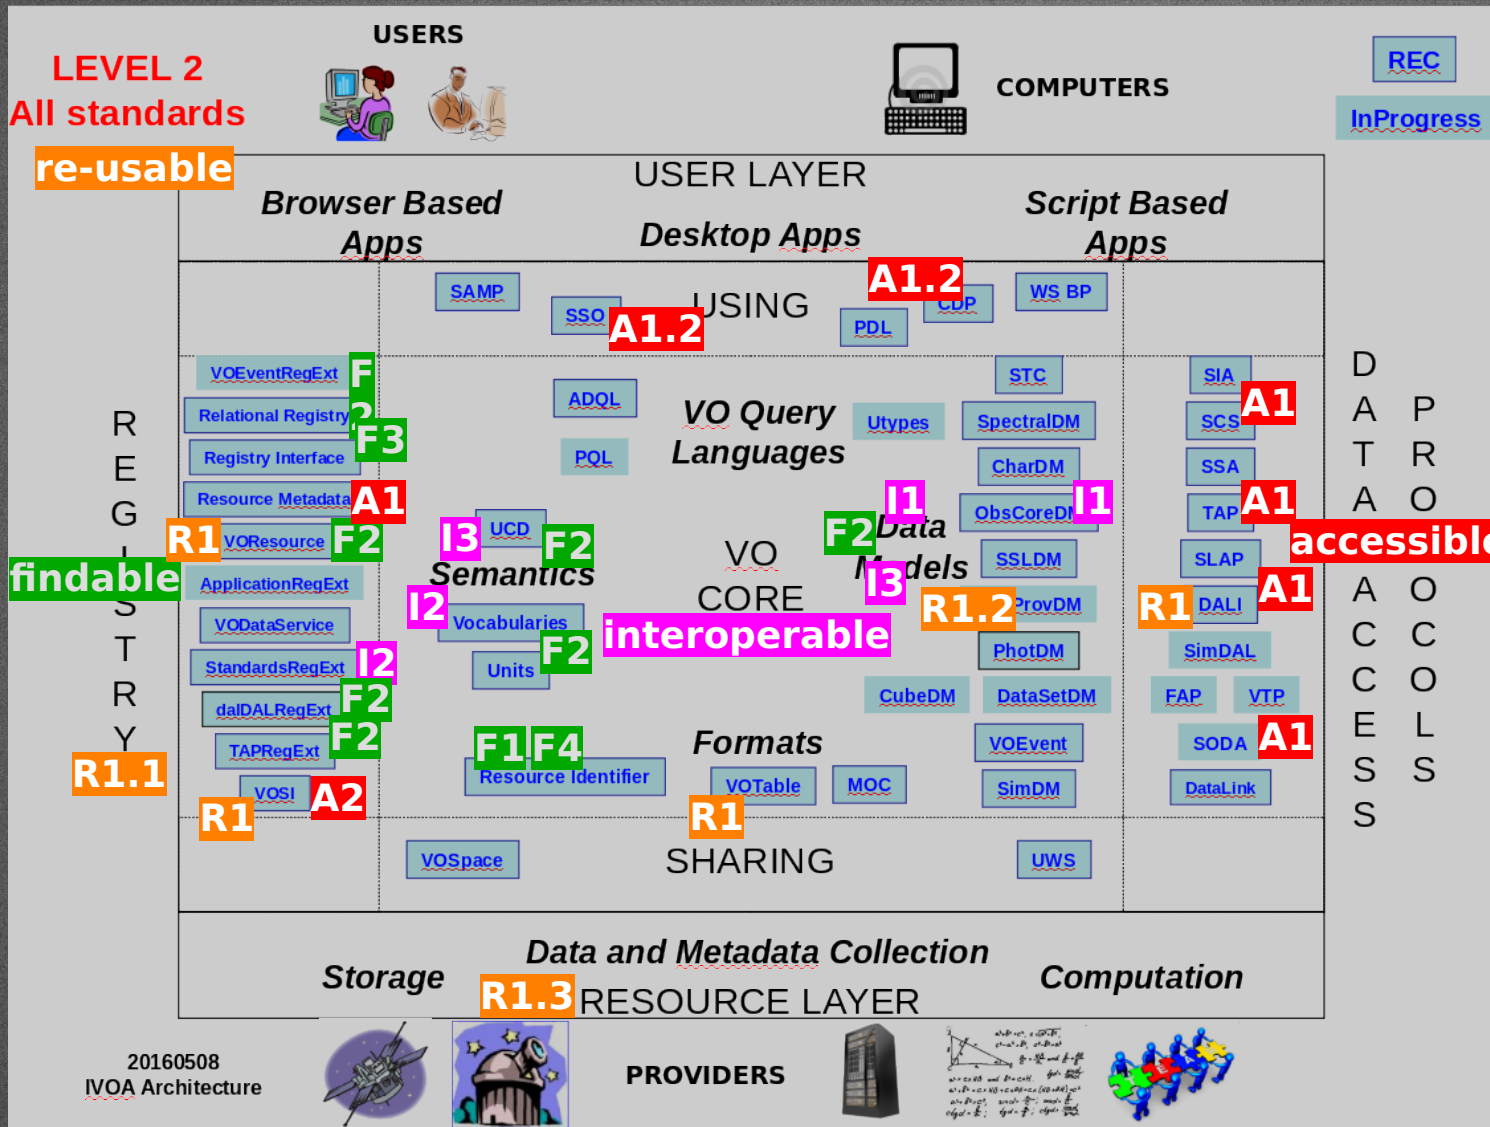 USERS
COMPUTERS
LEVEL 2
All standards
REC
InProgress
re-usable
USER LAYER
Browser Based
Apps
Desktop Apps
Script Based
Apps
SAMP
SSO
A1.2
USING
A1.2
CDP
PDL
WS BP
REGISTRY
findable
R1.1
VOEventRegExt
F
2
Relational Registry
F3
Registry Interface
Resource Metadata
A1
R1
VOResource
F2
ApplicationRegExt
VODataService
StandardsRegExt
I2
dalDALRegExt
F2
TAPRegExt
F2
VOSI
A2
R1
ADQL
PQL
VO Query
Languages
I3
UCD
F2
Semantics
I2
Vocabularies
Units
F2
VO
CORE
interoperable
F1
F4
Resource Identifier
Formats
VOTable
MOC
R1
Utypes
I1
F2
Data
I3
STC
SpectralDM
CharDM
ObsCoreDM
I1
SSLDM
R1.2
ProvDM
PhotDM
CubeDM
DataSetDM
VOEvent
SimDM
SIA
A1
SCS
SSA
TAP
A1
SLAP
R1
DALI
A1
SimDAL
FAP
VTP
SODA
A1
DataLink
DATA ACCESS
PROTOCOLS
accessible
VOSpace
SHARING
UWS
Data and Metadata Collection
Storage
Computation
R1.3
RESOURCE LAYER
20160508
IVOA Architecture
PROVIDERS